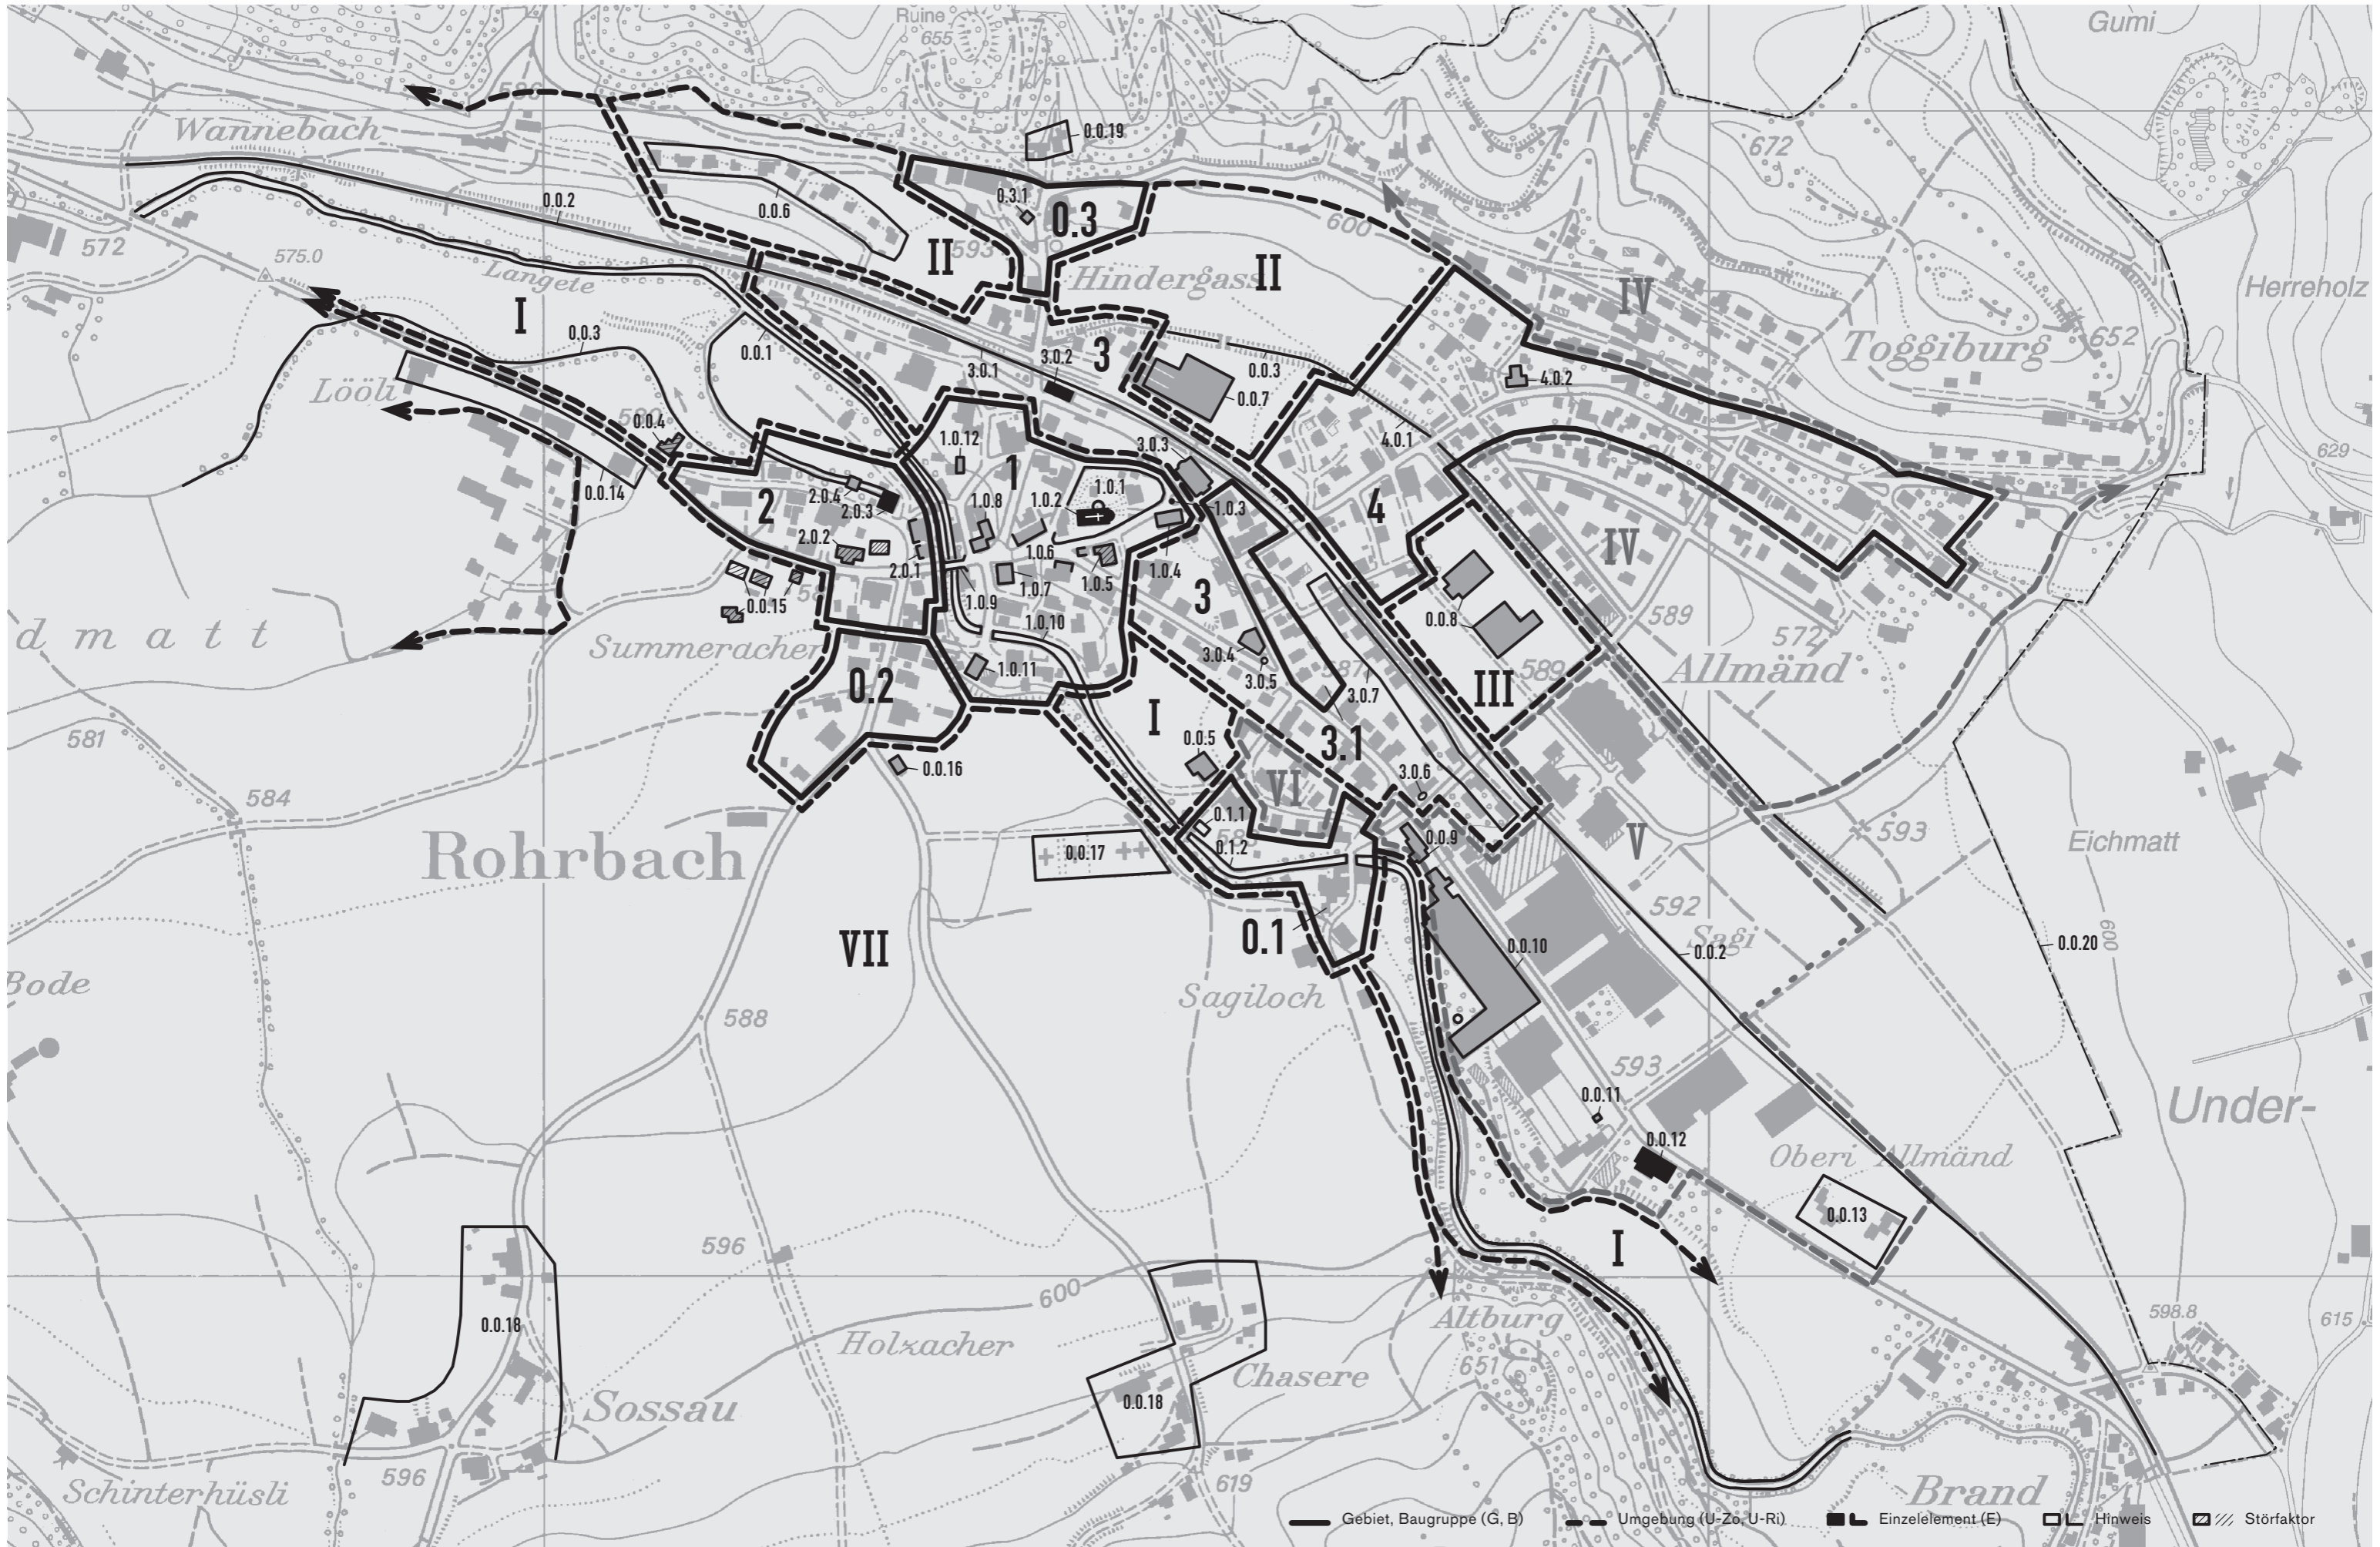 Ruine
655
Gumi
Wannebach
0.0.19
672
0.0.2
0.0.6
0.3.1
0.3
600
572
575.0
II
593
Hindergass
II
IV
Herreholz
Langete
I
0.0.3
0.0.1
3
3.0.2
3.0.1
0.0.3
0.0.7
Toggiburg
652
4.0.2
Lööli
0.0.4
4.0.1
629
1.0.12
1
3.0.3
0.0.14
2
2.0.4
2.0.3
1.0.8
1.0.2
1.0.1
1.0.3
4
2.0.2
2.0.1
1.0.6
1.0.5
1.0.4
IV
0.0.15
1.0.9
1.0.7
3
0.0.8
589
572
dmatt
Summeracher
1.0.10
3.0.4
3.0.5
587
3.0.7
589
Allmänd
0.2
1.0.11
III
581
I
0.0.5
3.1
0.0.16
VI
3.0.6
584
0.1.1
0.1.2
0.0.9
V
593
Eichmatt
Rohrbach
0.0.17
592
VII
0.1
0.0.10
Sagi
0.0.2
600
0.0.20
Bode
Sagiloch
588
593
0.0.11
Under-
0.0.12
Oberi Allmänd
0.0.13
596
I
600
0.0.18
Holzacher
Altburg
598.8
615
651
Chasere
0.0.18
Sossau
596
Schinterhüsli
619
Brand
Gebiet, Baugruppe (G, B) Umgebung (U-Zo, U-Ri) Einzelelement (E) Hinweis Störfaktor